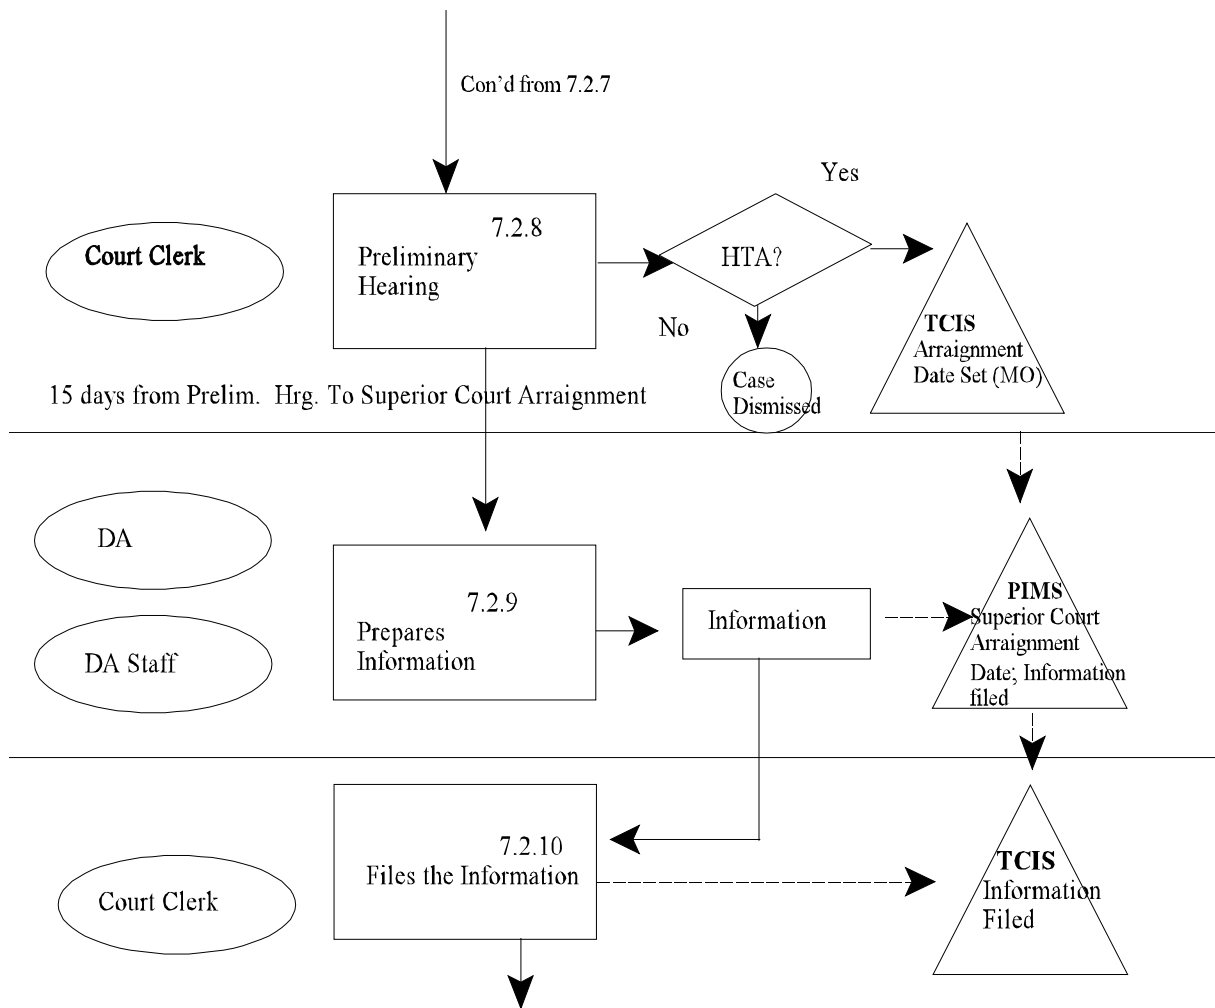 Con’d from 7.2.7
Yes
Court Clerk
7.2.8
Preliminary
Hearing
HTA?
No
TCIS
Arraignment
Date Set (MO)
Case
Dismissed
15 days from Prelim. Hrg. To Superior Court Arraignment
DA
DA Staff
7.2.9
Prepares
Information
Information
PIMS
Superior Court
Arraignment
Date; Information
filed
Court Clerk
7.2.10
Files the Information
TCIS
Information
Filed